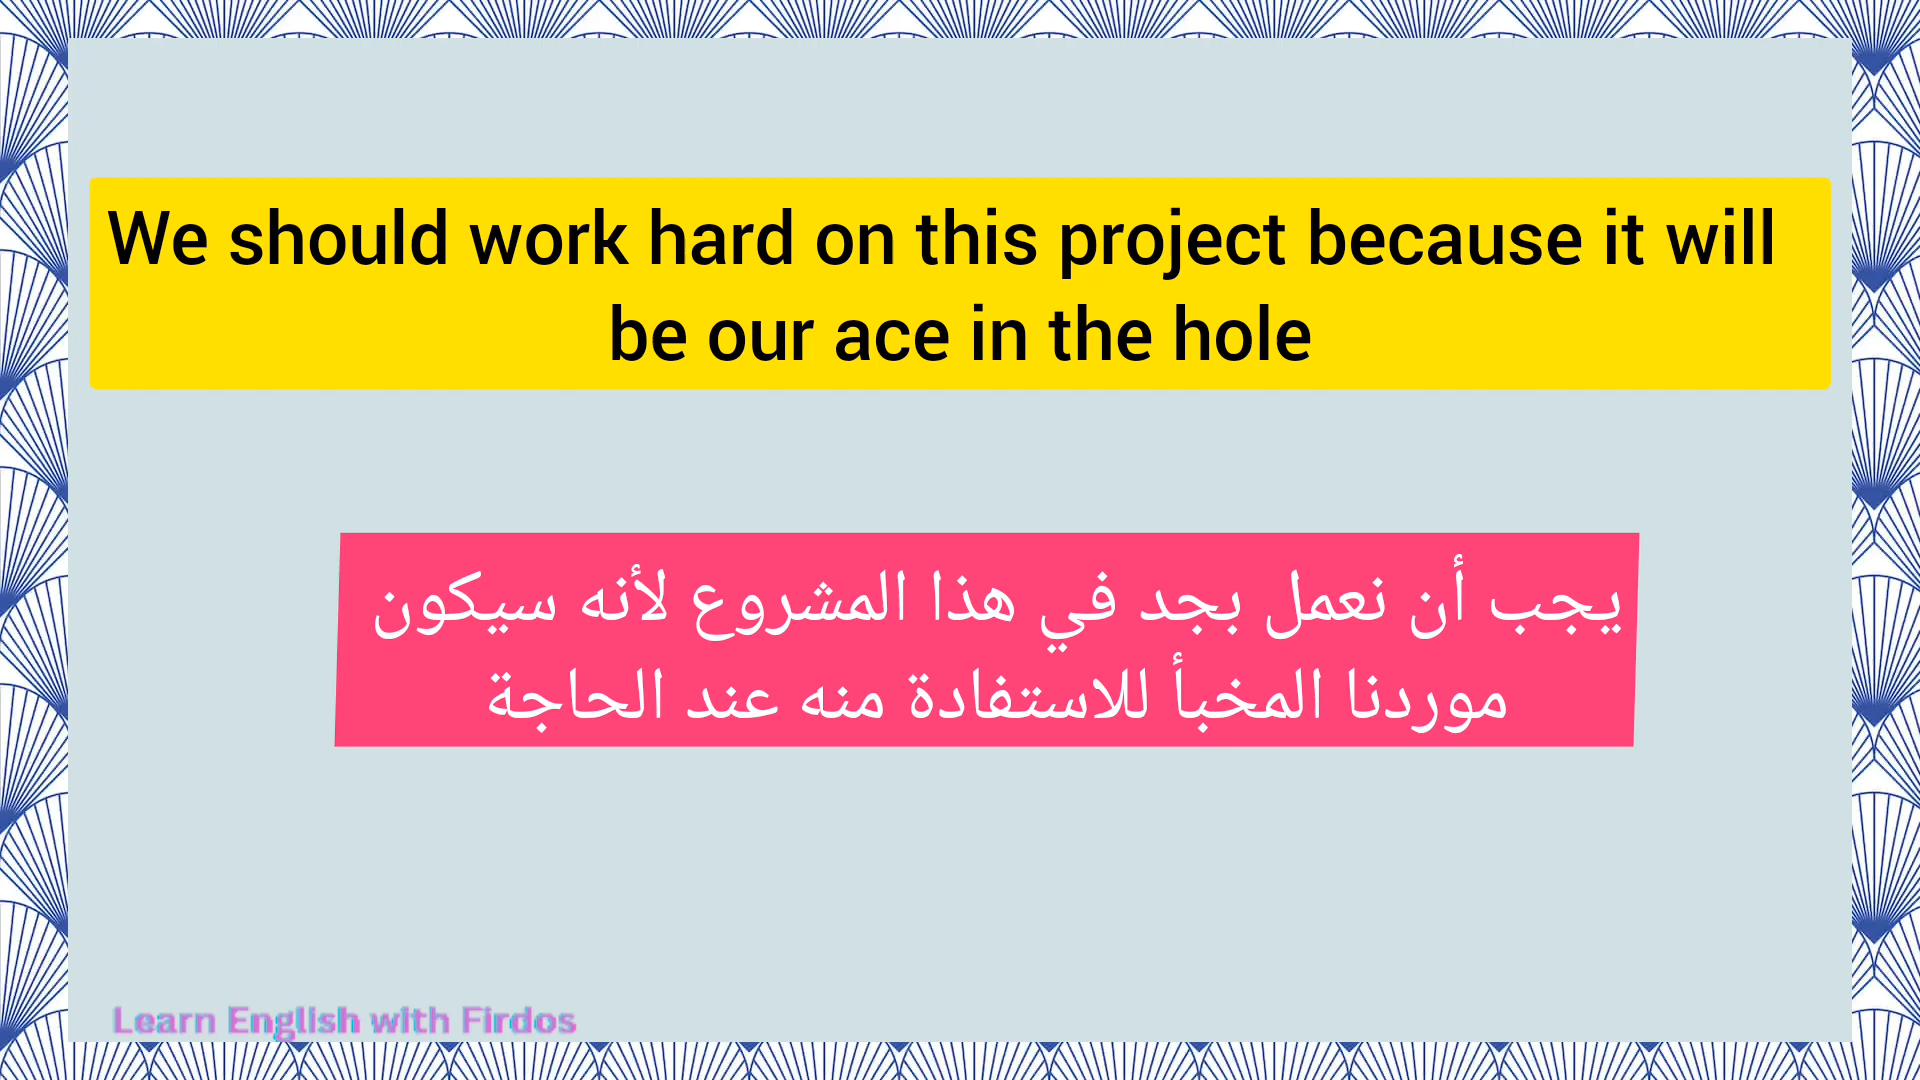 We should work hard on this project because it will
be our ace in the hole
يجب أن نعمل بجد في هذا المشروع لأنه سيكون
موردنا المخبأ للاستفادة منه عند الحاجة
Learn English with Firdos